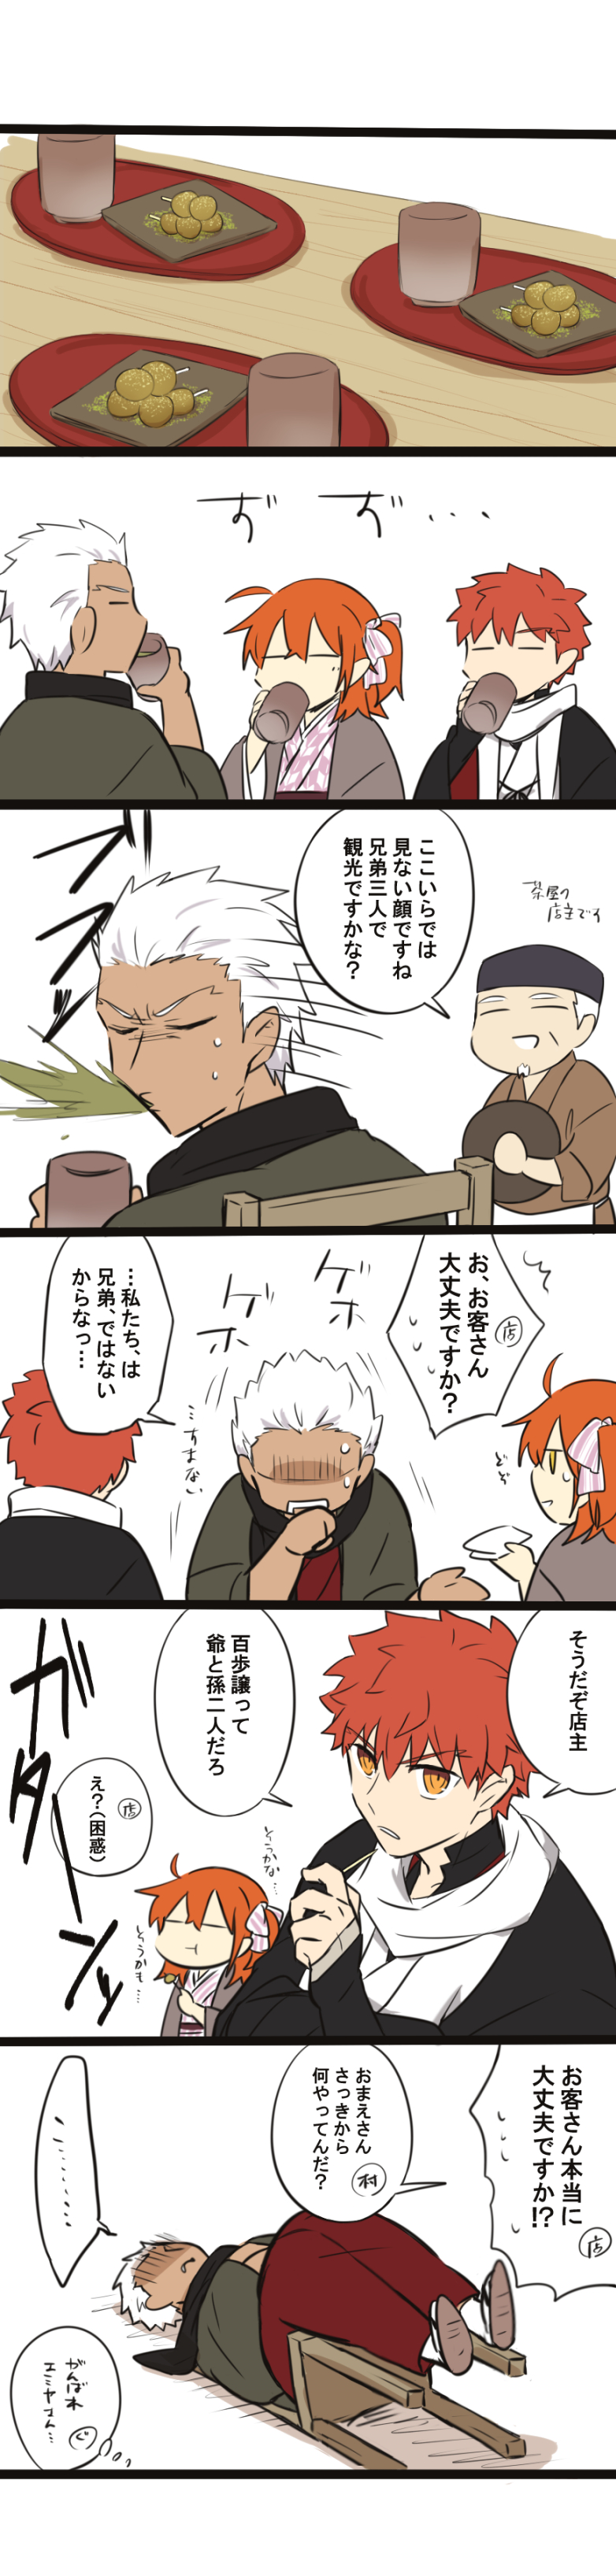 ずずず…
茶屋の
店主です
ここいらでは
見ない顔ですね
兄弟三人で
観光ですかな？
お、お客さん
大丈夫ですか？
店
どぞ
ゲホ
ゲホ
…すまない
…私たち、は
兄弟、ではない
からなっ…
そうだぞ店主
百歩譲って
爺と孫二人だろ
そうかな…
そうかも…
え？（困惑）
店
ガターンッ
お客さん本当に
大丈夫ですか!?
店
おまえさん
さっきから
何やってんだ？
村
…………
がんばれ
エミヤさん…
ぐ